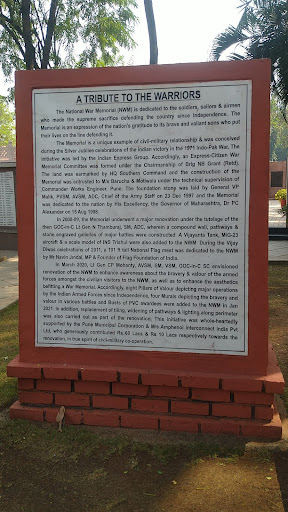 A TRIBUTE TO THE WARRIORS
The National War Memorial (NWM) is dedicated to the soldiers, sailors & airmen
who made the supreme sacrifice defending the country since Independence. The
Memorial is an expression of the nation's gratitude to its brave and valiant sons who put
their lives on the line defending it.
The Memorial is a unique example of civil-military relationship & was conceived
during the Silver Jubilee celebrations of the historic victory in the 1971 Indo-Pak War. The
initiative was led by the Indian Express Group. Accordingly, an Express-Citizen War
Memorial Committee was formed under the Chairmanship of Brig NS Grant (Retd).
The land was earmarked by HQ Southern Command and the construction of the
Memorial was entrusted to M/s Barucha & Motiwala under the technical supervision of
Commander Works Engineer, Pune. The foundation stone was laid by General VP
Malik, PVSM, AVSM, ADC, Chief of the Army Staff on 23 Dec 1997 and the Memorial
was dedicated to the nation by His Excellency, the Governor of Maharashtra, Dr PC
Alexander on 15 Aug 1998.
In 2008-09, the Memorial underwent a major renovation under the tutelage of the
then GOC-in-C, Lt Gen N Thamburaj, SM, ADC, wherein a compound wall, pathways &
stone engraved galleries of major battles were constructed. A Vijayanta Tank, MiG-23
aircraft & a scale model of INS Trishul were also added to the NWM. During the Vijay
Diwas celebrations of 2011, a 101 ft tall National Flag mast was dedicated to the NWM
by Mr Navin Jindal, MP & Founder of Flag Foundation of India.
In March 2020, Lt Gen CP Mohanty, AVSM, SM, VSM, GOC-in-C SC envisioned
renovation of the NWM to enhance awareness about the bravery & valour of the armed
forces amongst the civilian visitors to the NWM, as well as to enhance the aesthetics
befitting a War Memorial. Accordingly, eight Pillars of Valour depicting major operations
by the Indian Armed Forces since Independence, four Murals depicting the bravery and
valour in various Battles and Busts of PVC awardees were added to the NWM in Jan
2021. In addition, replacement of tiling, widening of pathways & lighting along perimeter
was also carried out as part of the renovation. This initiative was whole-heartedly
supported by the Pune Municipal Corporation & M/s Amphenol Interconnect India Pvt
Ltd, who generously contributed Rs 60 Lacs & Rs 10 Lacs respectively towards the
renovation, in true spirit of civil-military co-operation.